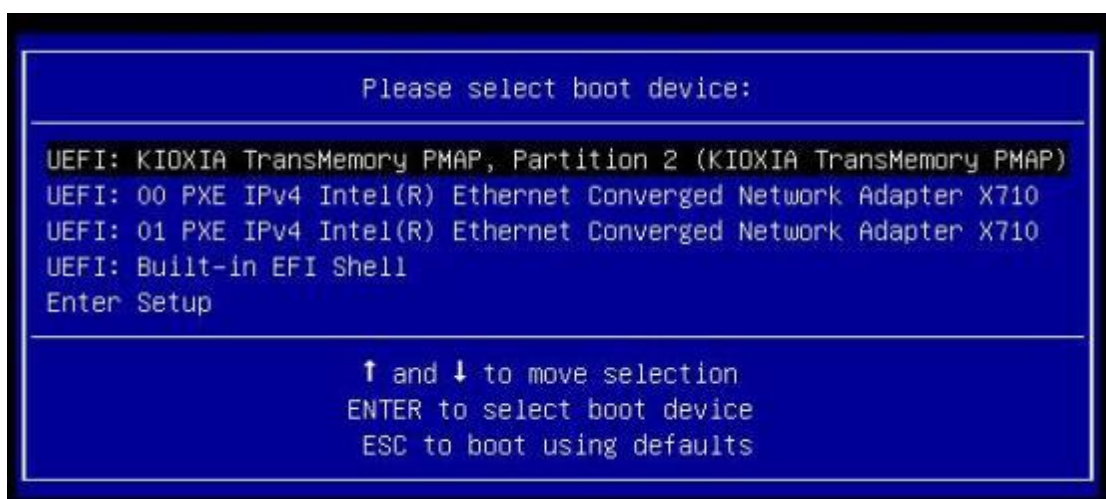 Please select boot device:
UEFI: KIOXIA TransMemory PMAP, Partition 2 (KIOXIA TransMemory PMAP)
UEFI: 00 PXE IPv4 Intel(R) Ethernet Converged Network Adapter X710
UEFI: 01 PXE IPv4 Intel(R) Ethernet Converged Network Adapter X710
UEFI: Built-in EFI Shell
Enter Setup
↑ and ↓ to move selection
ENTER to select boot device
ESC to boot using defaults